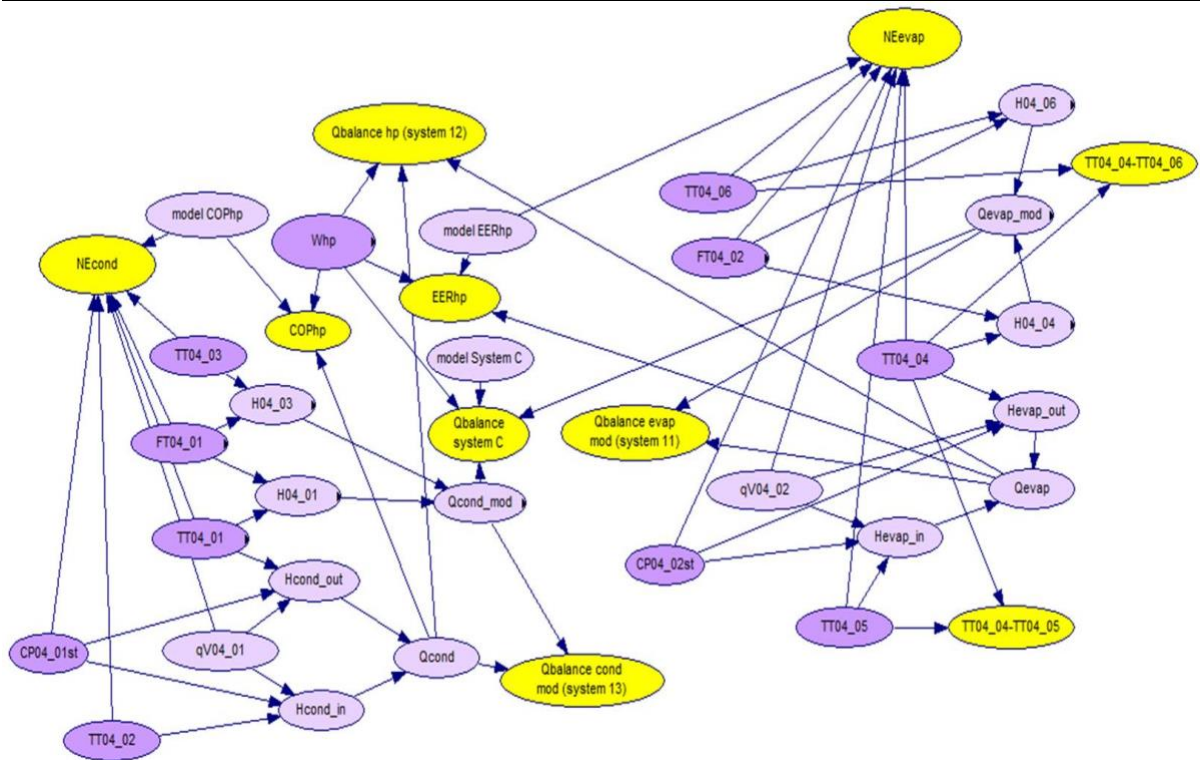 NEevap
H04_06
Qbalance hp (system 12)
TT04_04-TT04_06
TT04_06
model COPhp
Qevap_mod
Whp
model EERhp
FT04_02
NEcond
EERhp
H04_04
COPhp
TT04_03
model System C
TT04_04
H04_03
Hevap_out
Qbalance
system C
Qbalance evap
mod (system 11)
FT04_01
H04_01
Qcond_mod
qV04_02
Qevap
TT04_01
Hevap_in
CP04_02st
Hcond_out
TT04_05
TT04_04-TT04_05
CP04_01st
qV04_01
Qcond
Qbalance cond
mod (system 13)
Hcond_in
TT04_02